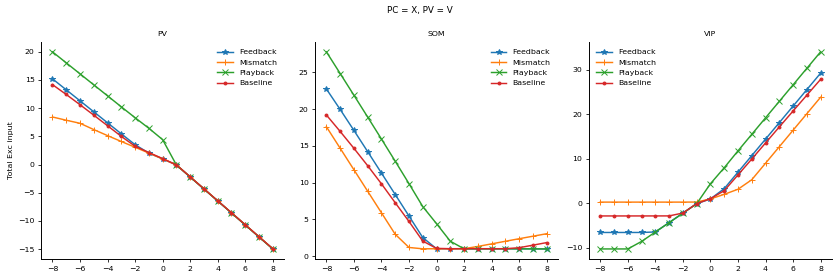 PC = X, PV = V
PV
SOM
VIP
Total Exc Input
20
15
10
5
0
−5
−10
−15
−8 −6 −4 −2 0 2 4 6 8
Feedback
Mismatch
Playback
Baseline
25
20
15
10
5
0
−8 −6 −4 −2 0 2 4 6 8
Feedback
Mismatch
Playback
Baseline
30
20
10
0
−10
−8 −6 −4 −2 0 2 4 6 8
Feedback
Mismatch
Playback
Baseline